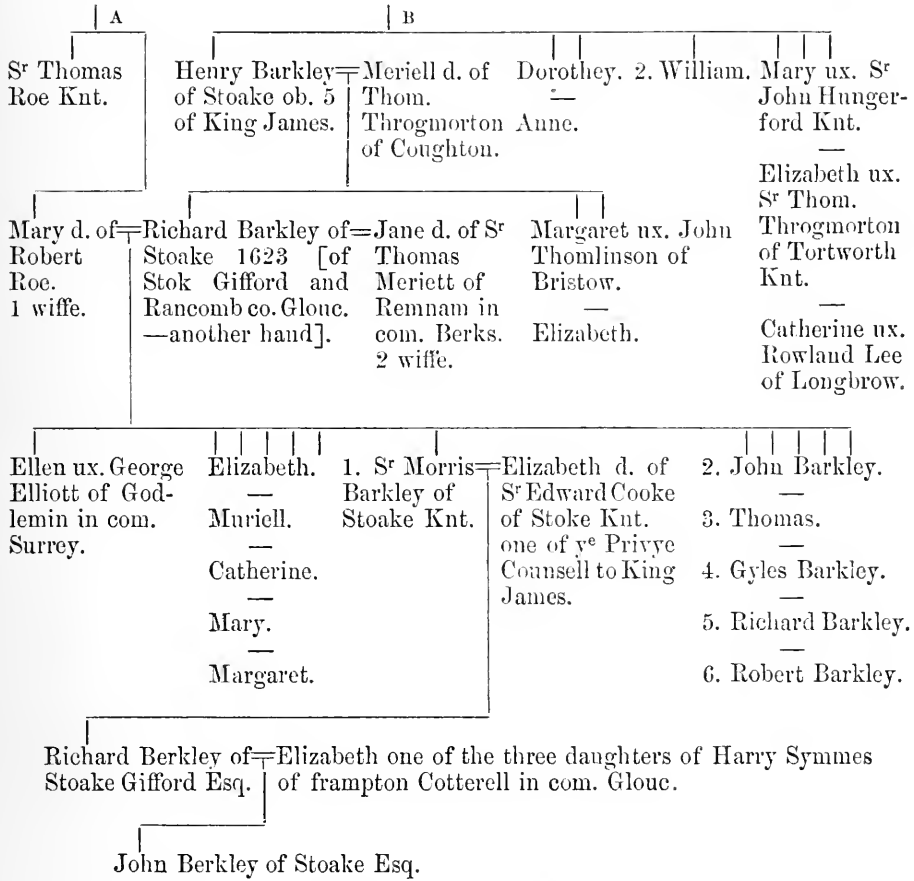 A
B
Sʳ Thomas
Roe Knt.
Henry Barkley
of Stoake ob. 5
of King James.
Meriell d. of
Thom.
Throgmorton
of Coughton.
Dorothey.
—
Anne.
2. William.
Mary ux. Sʳ
John Hunger-
ford Knt.
—
Elizabeth ux.
Sʳ Thom.
Throgmorton
of Tortworth
Knt.
—
Catherine ux.
Rowland Lee
of Longbrow.
Mary d. of
Robert
Roe.
1 wiffe.
Richard Barkley of
Stoake 1623 [of
Stok Gifford and
Rancomb co. Glouc.
—another hand].
Jane d. of Sʳ
Thomas
Meriett of
Remnam in
com. Berks.
2 wiffe.
Margaret ux. John
Thomlinson of
Bristow.
—
Elizabeth.
Ellen ux. George
Elliott of God-
lemin in com.
Surrey.
Elizabeth.
—
Muriell.
—
Catherine.
—
Mary.
—
Margaret.
1. Sʳ Morris
Barkley of
Stoake Knt.
Elizabeth d. of
Sʳ Edward Cooke
of Stoke Knt.
one of yᵉ Privye
Counsell to King
James.
2. John Barkley.
—
3. Thomas.
—
4. Gyles Barkley.
—
5. Richard Barkley.
—
6. Robert Barkley.
Richard Berkley of
Stoake Gifford Esq.
Elizabeth one of the three daughters of Harry Symmes
of frampton Cotterell in com. Glouc.
John Berkley of Stoake Esq.